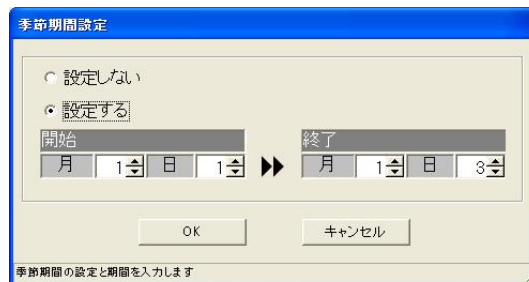 季節期間設定
設定しない
設定する
開始 終了
月 1 日 1 月 1 日 3
OK キャンセル
季節期間の設定と期間を入力します